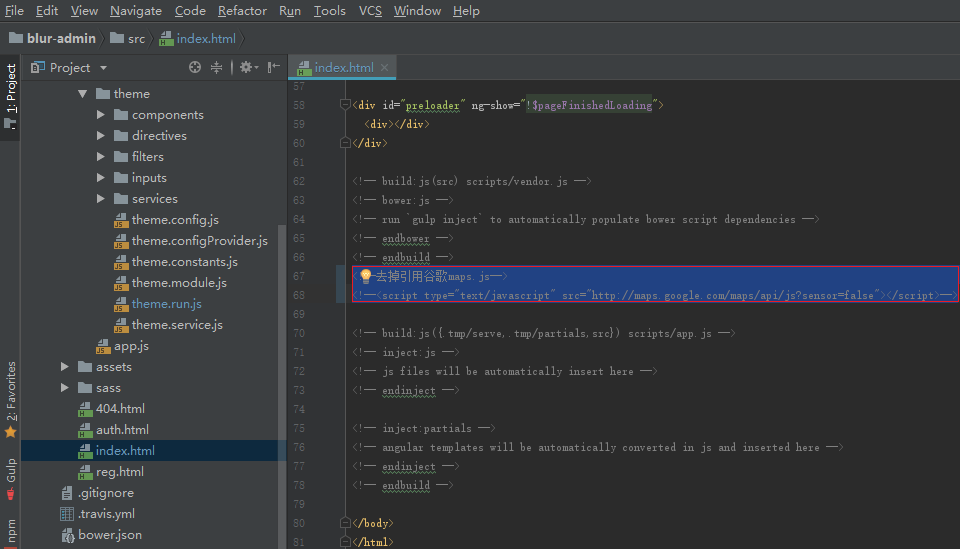 File Edit View Navigate Code Refactor Run Tools VCS Window Help
blur-admin src index.html
1: Project
Project
index.html
theme
components
directives
filters
inputs
services
theme.config.js
theme.configProvider.js
theme.constants.js
theme.module.js
theme.run.js
theme.service.js
app.js
assets
sass
404.html
auth.html
index.html
reg.html
.gitignore
.travis.yml
bower.json
2: Favorites
Gulp
npm
57
58 <div id="preloader" ng-show="!$pageFinishedLoading">
59 <div></div>
60 </div>
61
62 <!-- build:js(src) scripts/vendor.js -->
63 <!-- bower:js -->
64 <!-- run `gulp inject` to automatically populate bower script dependencies -->
65 <!-- endbower -->
66 <!-- endbuild -->
67 <去掉引用谷歌maps.js-->
68 <!--<script type="text/javascript" src="http://maps.google.com/maps/api/js?sensor=false"></script>-->
69
70 <!-- build:js({.tmp/serve,.tmp/partials,src}) scripts/app.js -->
71 <!-- inject:js -->
72 <!-- js files will be automatically insert here -->
73 <!-- endinject -->
74
75 <!-- inject:partials -->
76 <!-- angular templates will be automatically converted in js and inserted here -->
77 <!-- endinject -->
78 <!-- endbuild -->
79
80 </body>
81 </html>